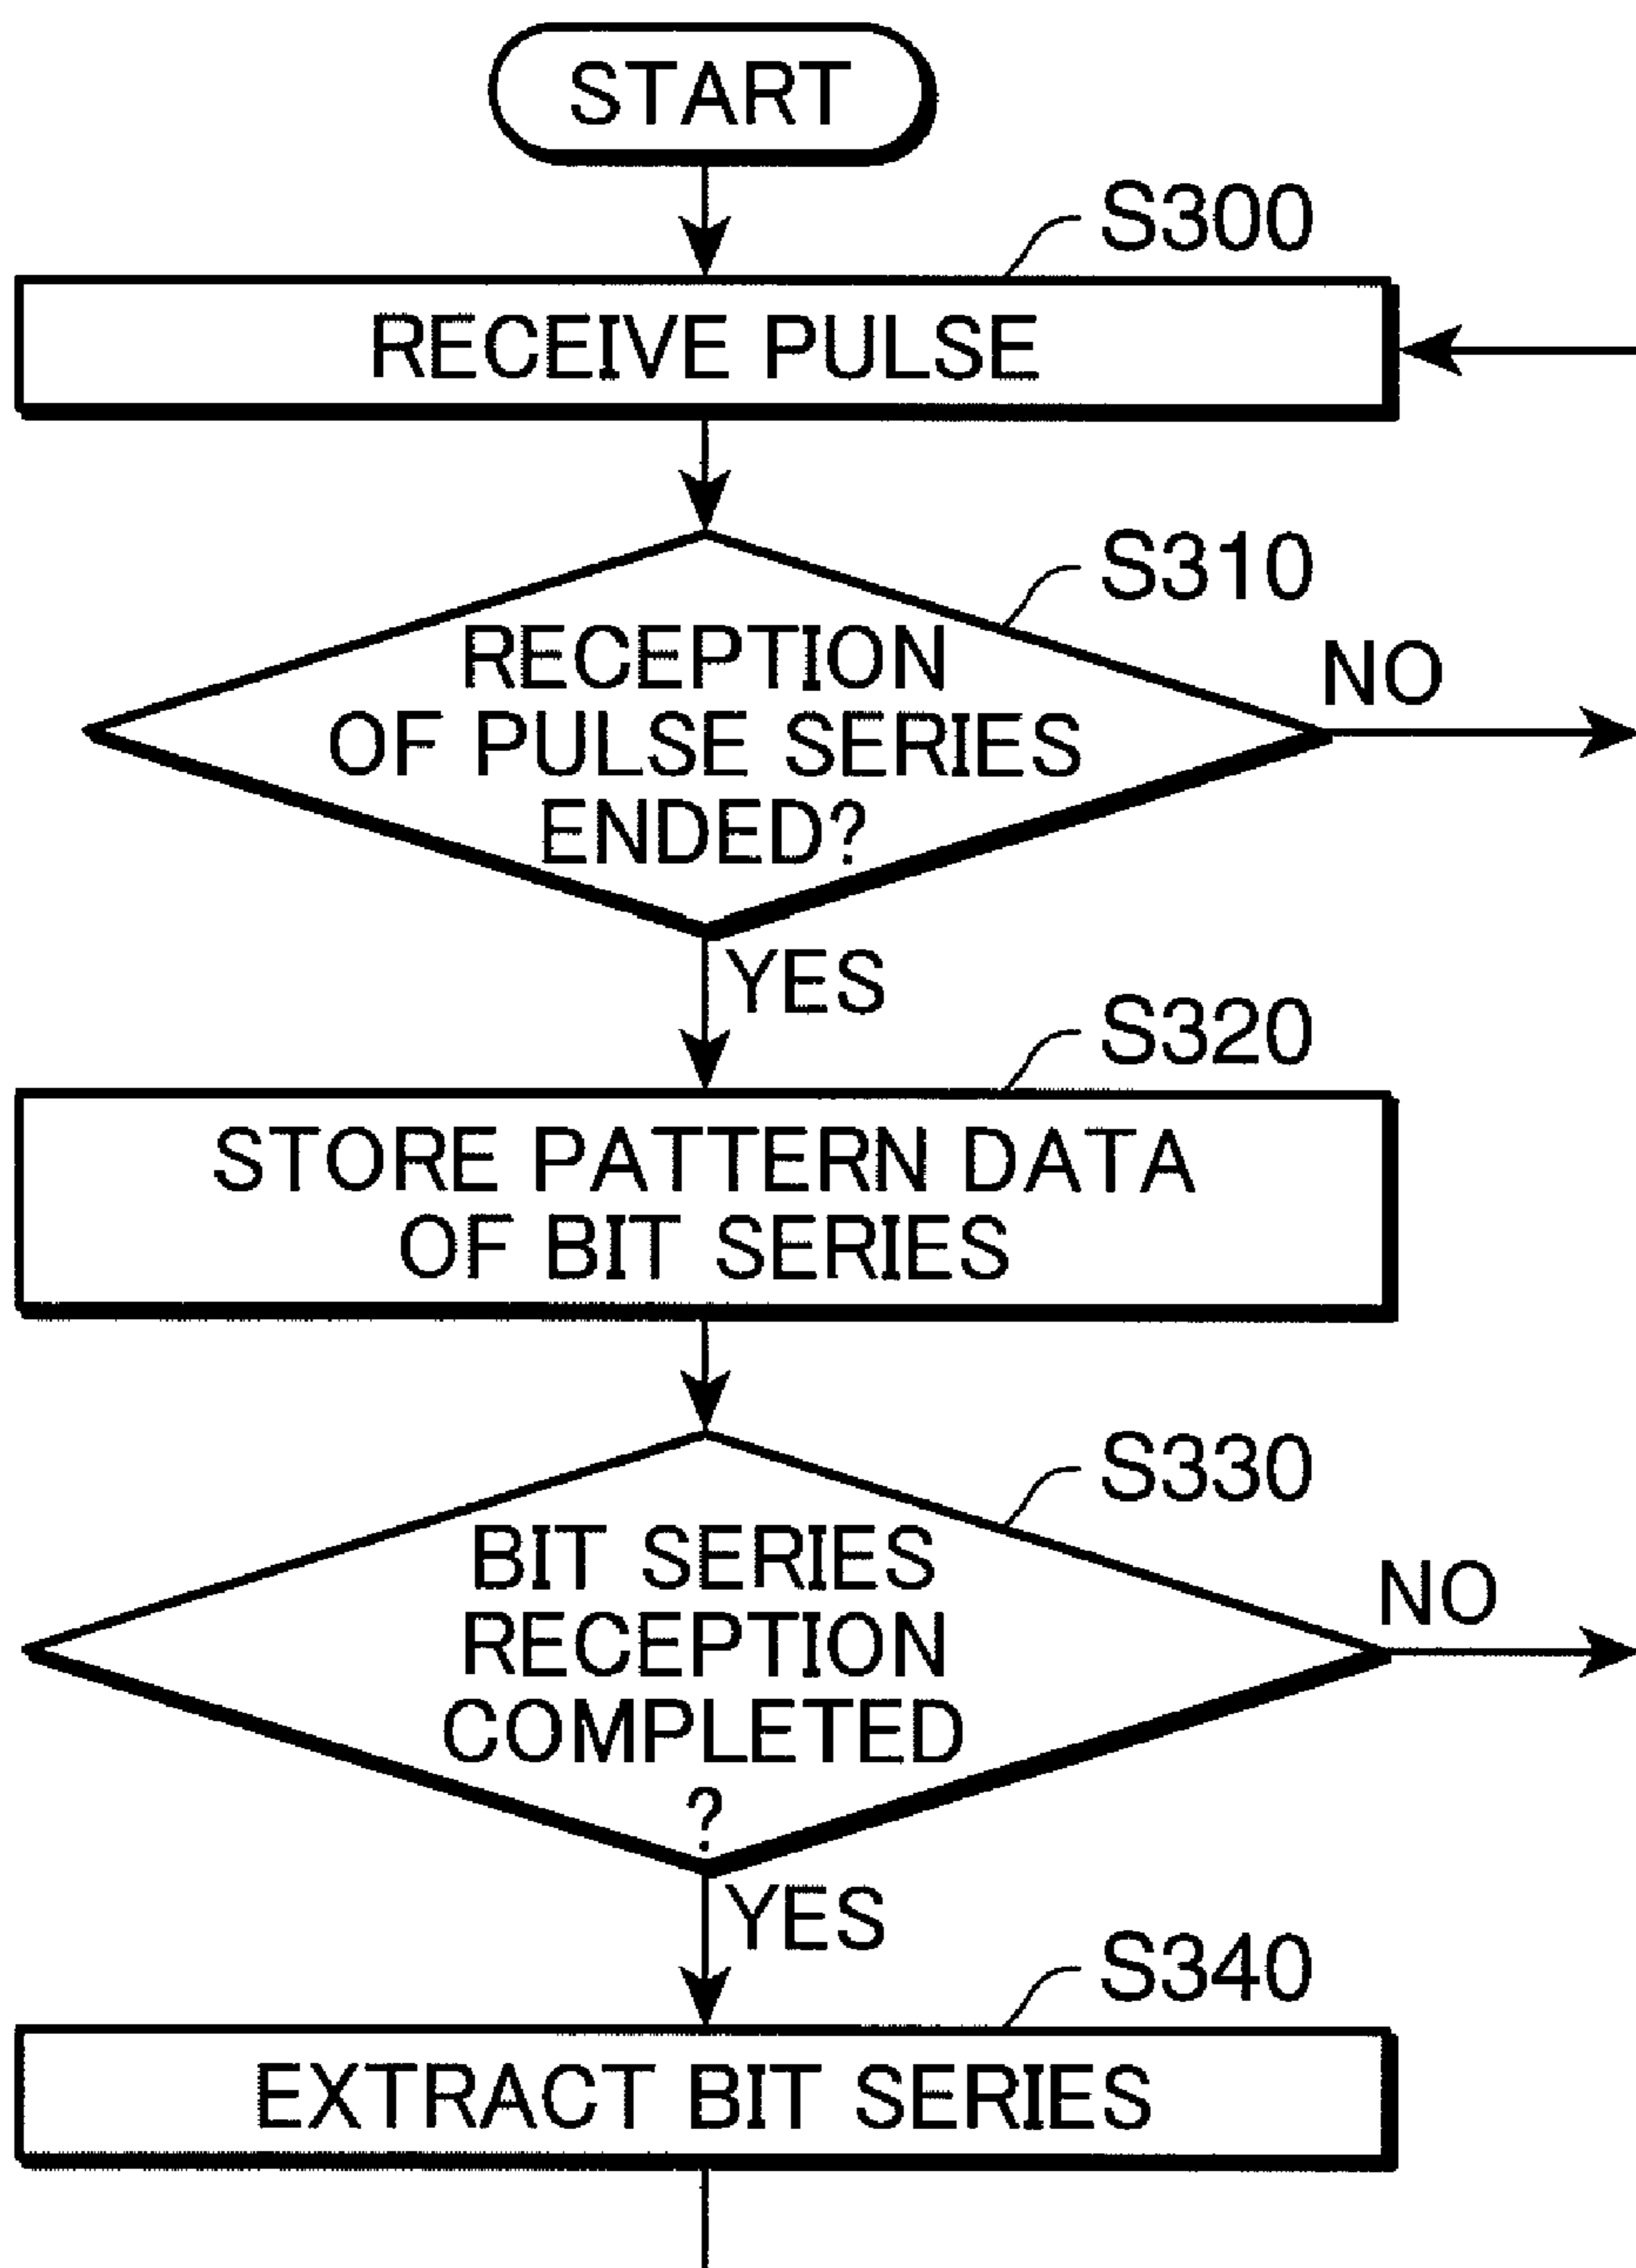 START
S300
RECEIVE PULSE
S310
RECEPTION
OF PULSE SERIES
ENDED?
NO
YES
S320
STORE PATTERN DATA
OF BIT SERIES
S330
BIT SERIES
RECEPTION
COMPLETED
?
NO
YES
S340
EXTRACT BIT SERIES